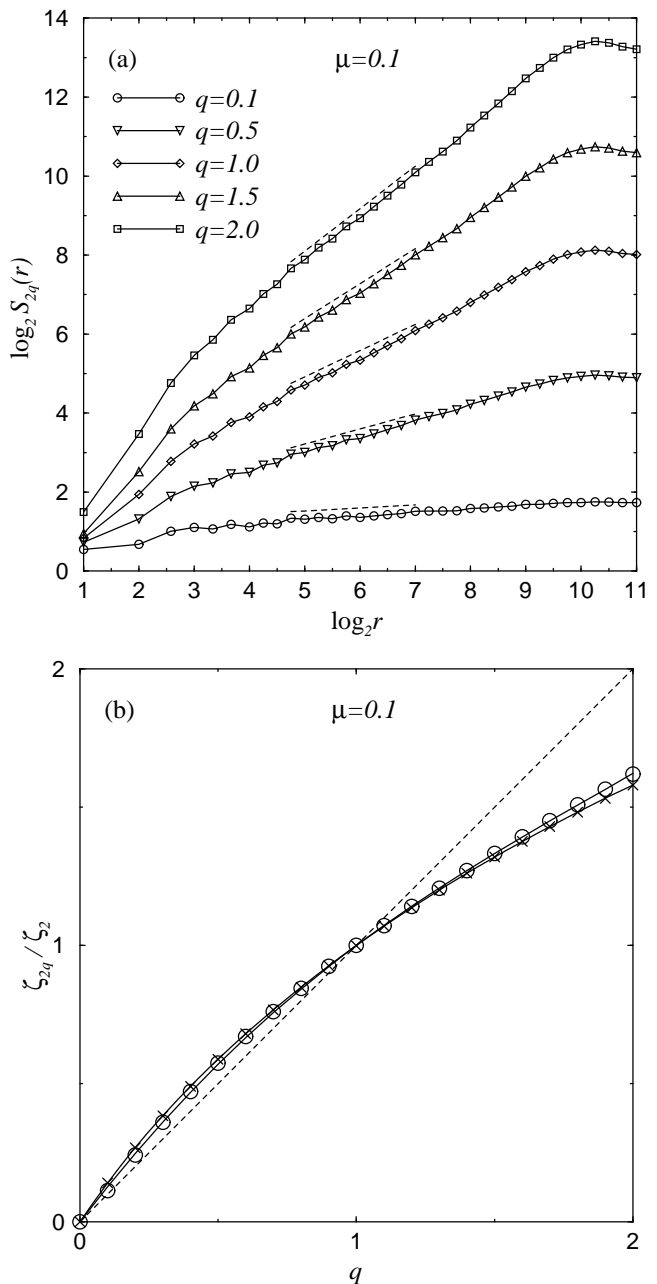 14
12
10
8
6
4
2
0
log₂ S₂q(r)
(a)
μ=0.1
q=0.1
q=0.5
q=1.0
q=1.5
q=2.0
1 2 3 4 5 6 7 8 9 10 11
log₂r
2
1
0
ζ₂q / ζ₂
(b)
μ=0.1
0 1 2
q